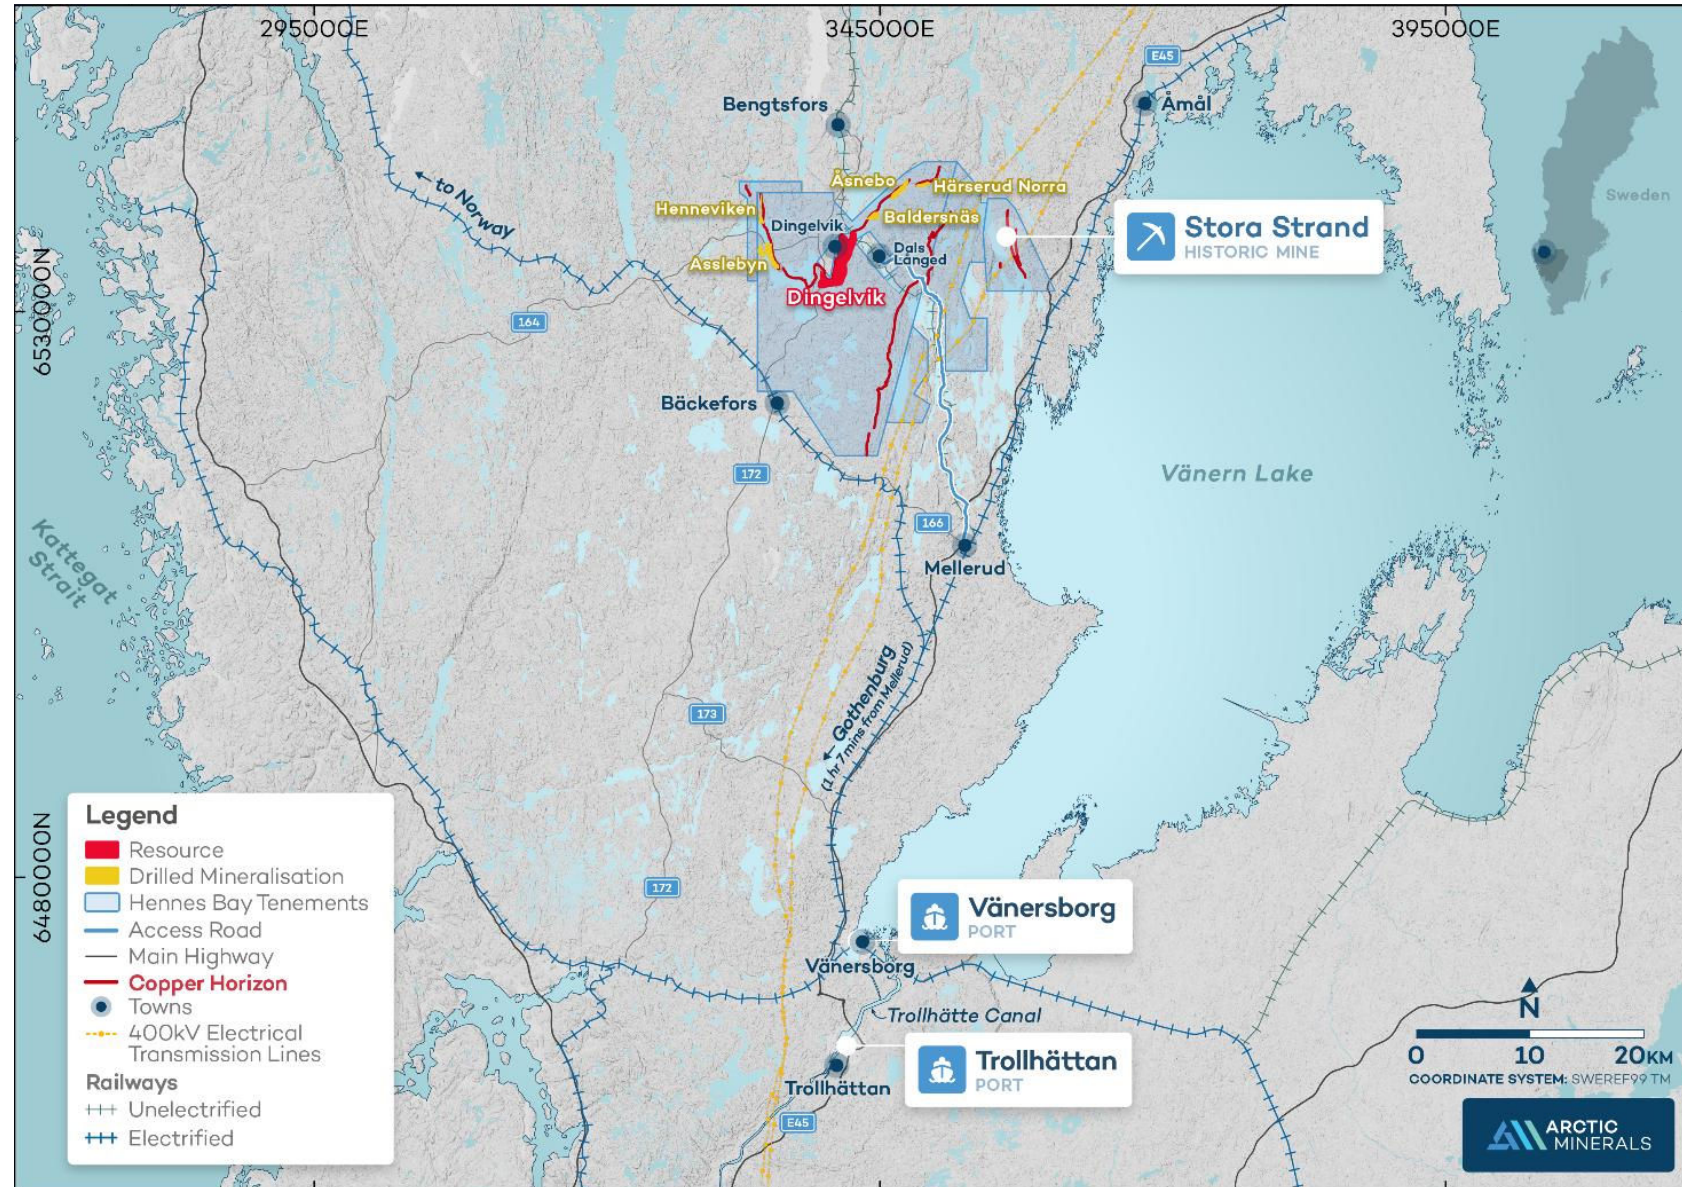 295000E
345000E
395000E
E45
Bengtsfors
Åmål
← to Norway
Åsnebo
Härserud Norra
Henneviken
Baldersnäs
Dingelvik
Dals
Långed
Asslebyn
Dingelvik
Stora Strand
HISTORIC MINE
Sweden
6530000N
164
Bäckefors
172
Vänern Lake
166
Mellerud
Kattegat
Strait
← Gothenburg
(1 hr 7 mins from Mellerud)
173
6480000N
172
Legend
Resource
Drilled Mineralisation
Hennes Bay Tenements
Access Road
Main Highway
Copper Horizon
Towns
400kV Electrical
Transmission Lines
Railways
Unelectrified
Electrified
Vänersborg
PORT
Vänersborg
Trollhätte Canal
Trollhättan
PORT
Trollhättan
E45
N
0 10 20KM
COORDINATE SYSTEM: SWEREF99 TM
ARCTIC
MINERALS